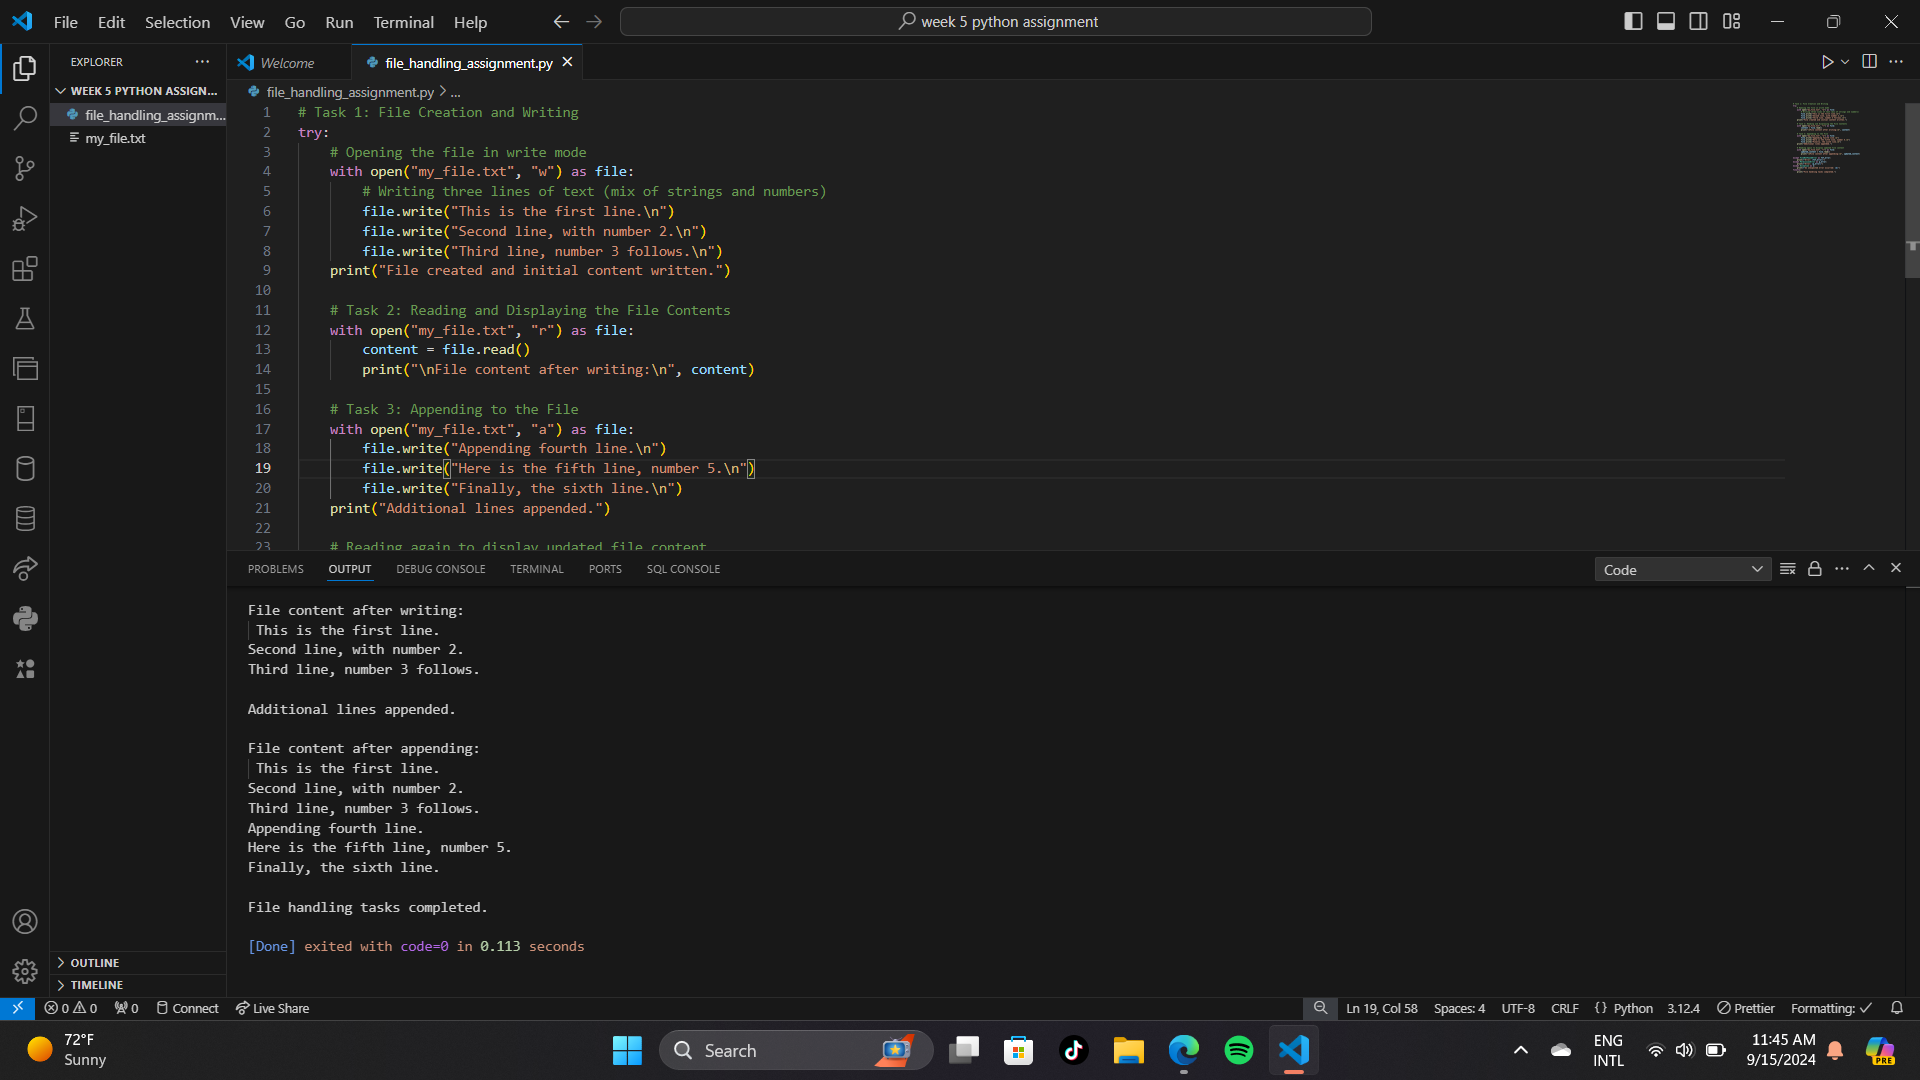 File Edit Selection View Go Run Terminal Help
week 5 python assignment
EXPLORER
WEEK 5 PYTHON ASSIGN...
file_handling_assignm...
my_file.txt
OUTLINE
TIMELINE
Welcome
file_handling_assignment.py
file_handling_assignment.py > ...
1 # Task 1: File Creation and Writing
2 try:
3 # Opening the file in write mode
4 with open("my_file.txt", "w") as file:
5 # Writing three lines of text (mix of strings and numbers)
6 file.write("This is the first line.\n")
7 file.write("Second line, with number 2.\n")
8 file.write("Third line, number 3 follows.\n")
9 print("File created and initial content written.")
10
11 # Task 2: Reading and Displaying the File Contents
12 with open("my_file.txt", "r") as file:
13 content = file.read()
14 print("\nFile content after writing:\n", content)
15
16 # Task 3: Appending to the File
17 with open("my_file.txt", "a") as file:
18 file.write("Appending fourth line.\n")
19 file.write("Here is the fifth line, number 5.\n")
20 file.write("Finally, the sixth line.\n")
21 print("Additional lines appended.")
22
23 # Reading again to display updated file content
PROBLEMS OUTPUT DEBUG CONSOLE TERMINAL PORTS SQL CONSOLE
Code
File content after writing:
This is the first line.
Second line, with number 2.
Third line, number 3 follows.
Additional lines appended.
File content after appending:
This is the first line.
Second line, with number 2.
Third line, number 3 follows.
Appending fourth line.
Here is the fifth line, number 5.
Finally, the sixth line.
File handling tasks completed.
[Done] exited with code=0 in 0.113 seconds
0 0 0 Connect Live Share
Ln 19, Col 58 Spaces: 4 UTF-8 CRLF {} Python 3.12.4 Prettier Formatting: ✓
72°F
Sunny
Search
ENG
INTL
11:45 AM
9/15/2024
PRE